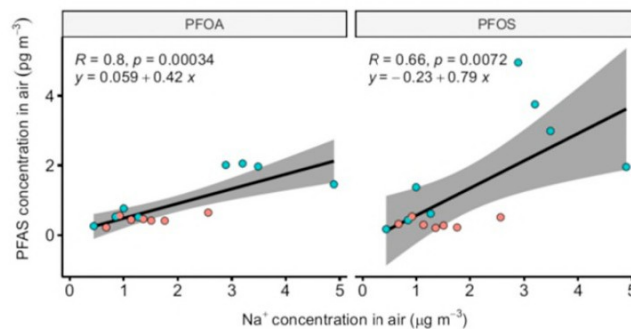 PFOA
PFOS
R = 0.8, p = 0.00034
y = 0.059 + 0.42 x
R = 0.66, p = 0.0072
y = −0.23 + 0.79 x
PFAS concentration in air (pg m⁻³)
4
2
0
0 1 2 3 4 5
0 1 2 3 4 5
Na⁺ concentration in air (μg m⁻³)